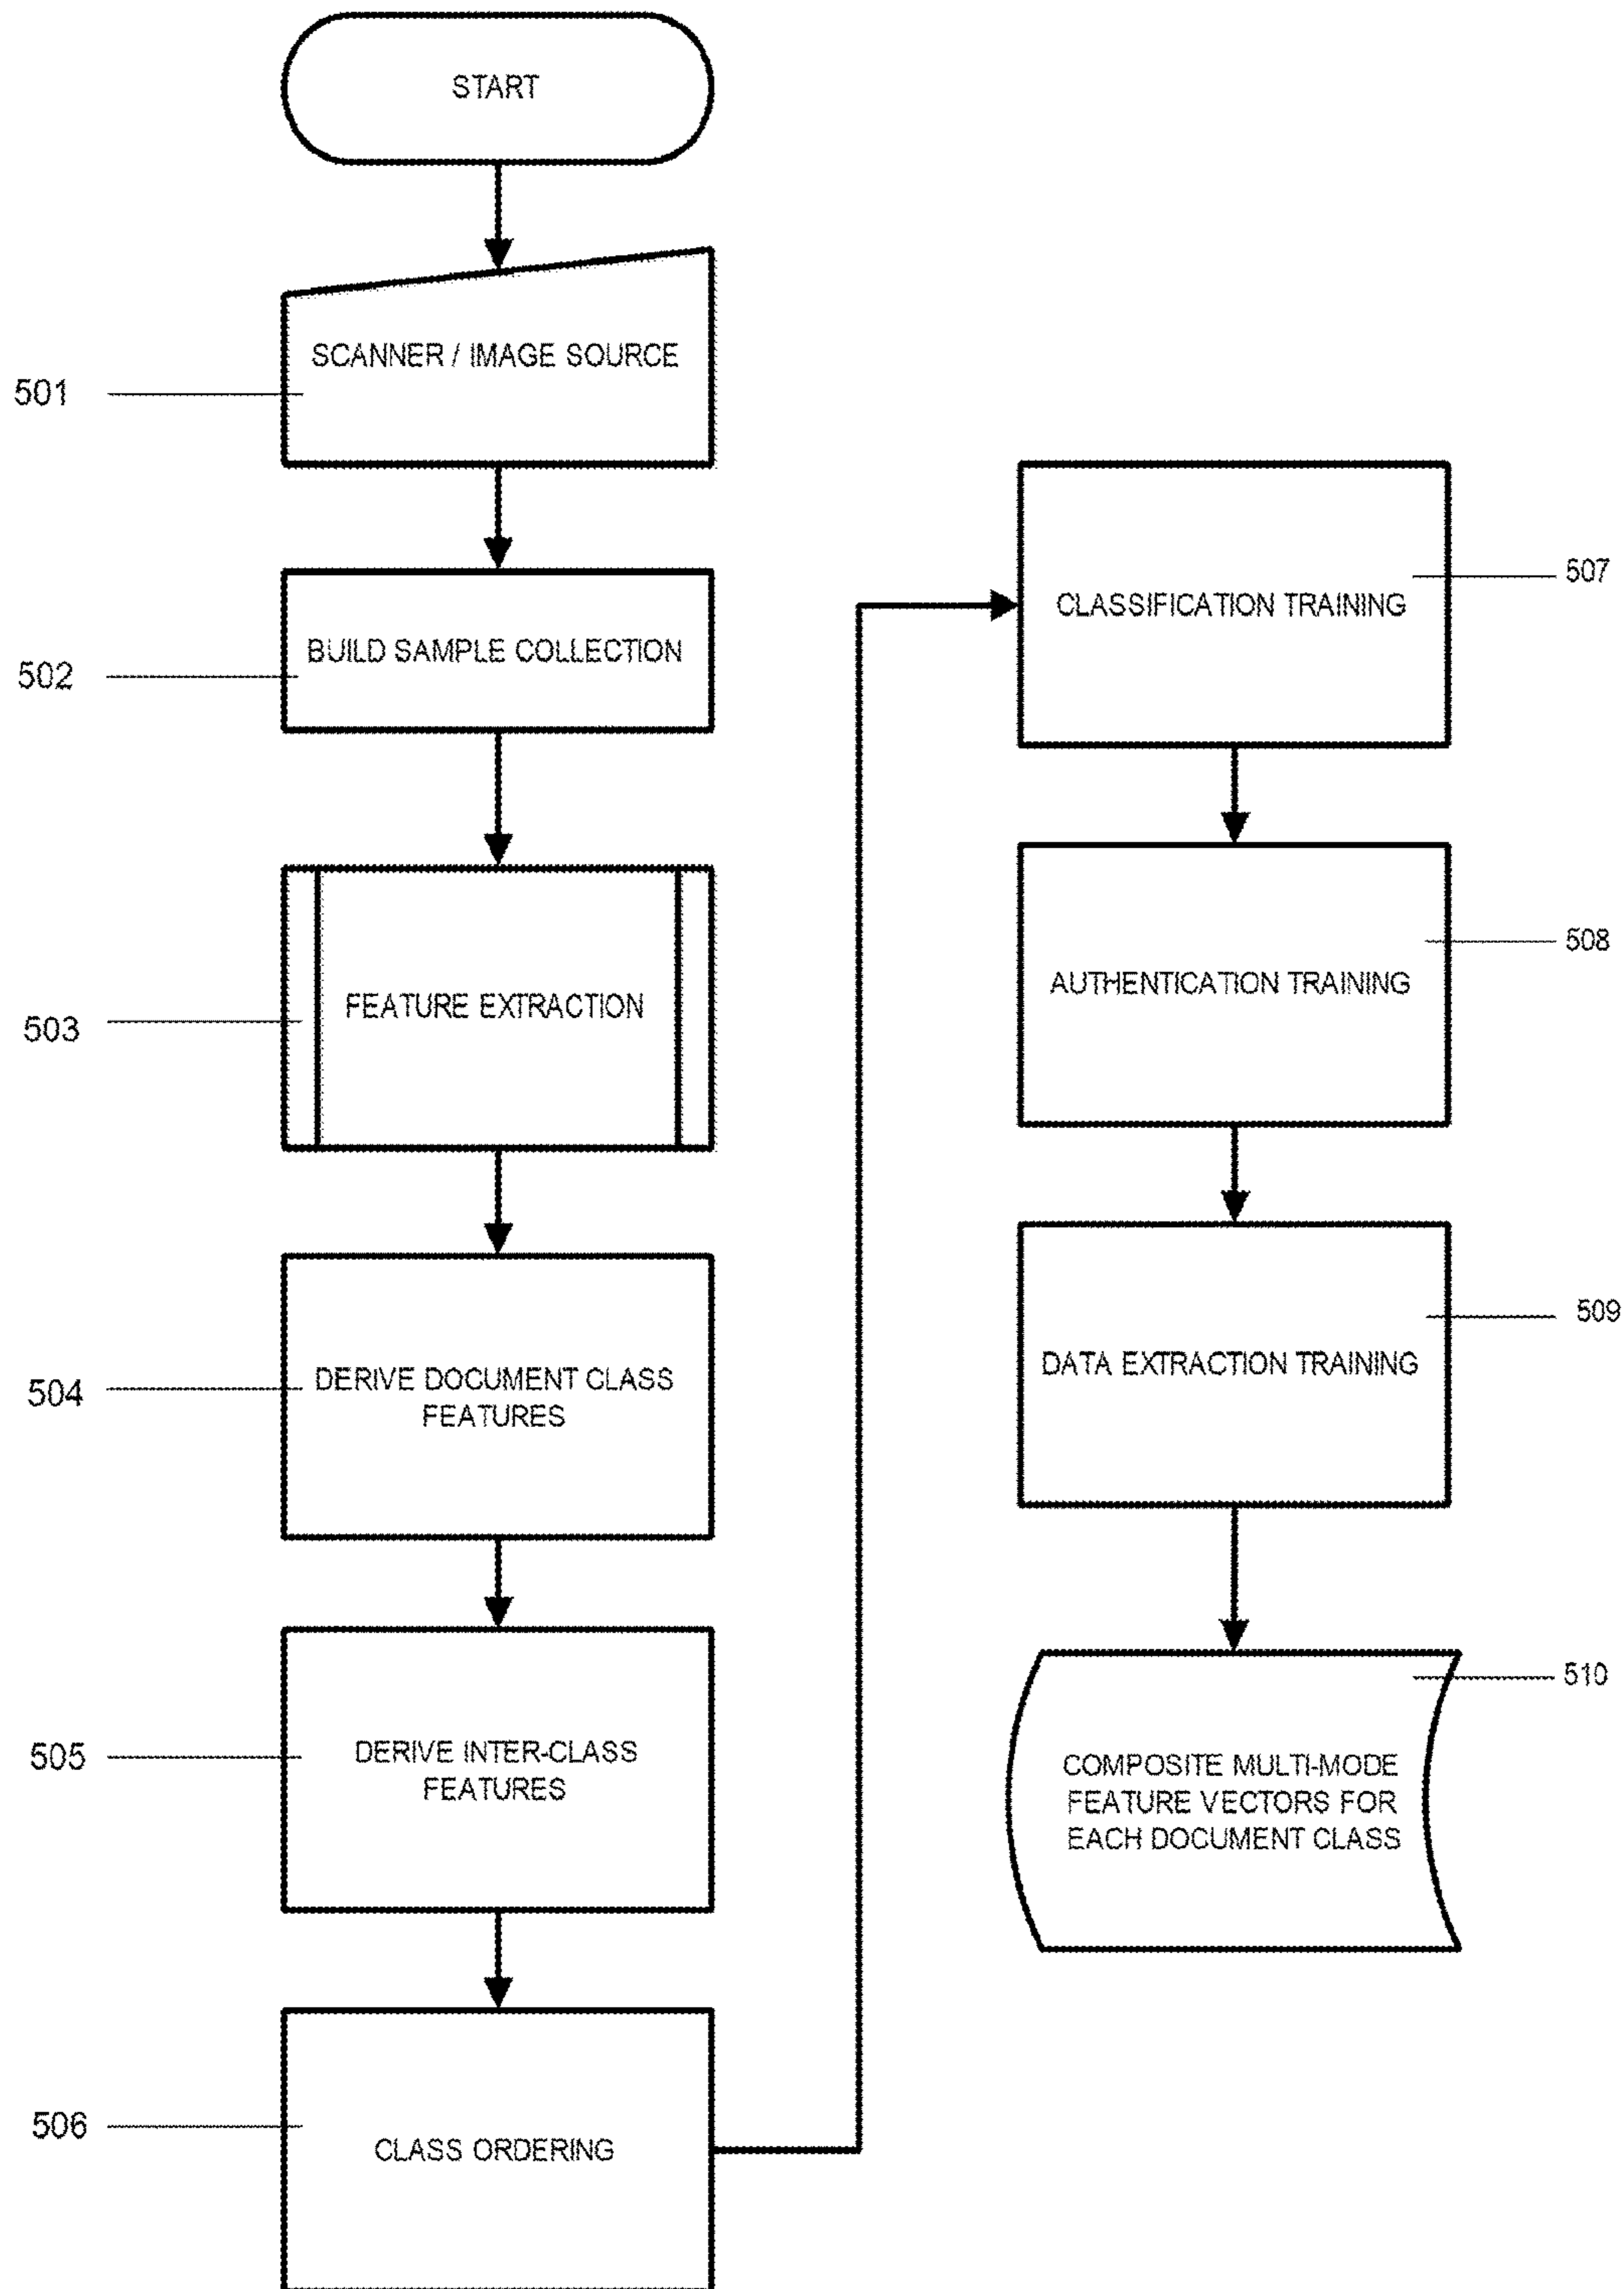 START
SCANNER / IMAGE SOURCE
501
BUILD SAMPLE COLLECTION
502
FEATURE EXTRACTION
503
DERIVE DOCUMENT CLASS
FEATURES
504
DERIVE INTER-CLASS
FEATURES
505
CLASS ORDERING
506
CLASSIFICATION TRAINING
507
AUTHENTICATION TRAINING
508
DATA EXTRACTION TRAINING
509
COMPOSITE MULTI-MODE
FEATURE VECTORS FOR
EACH DOCUMENT CLASS
510